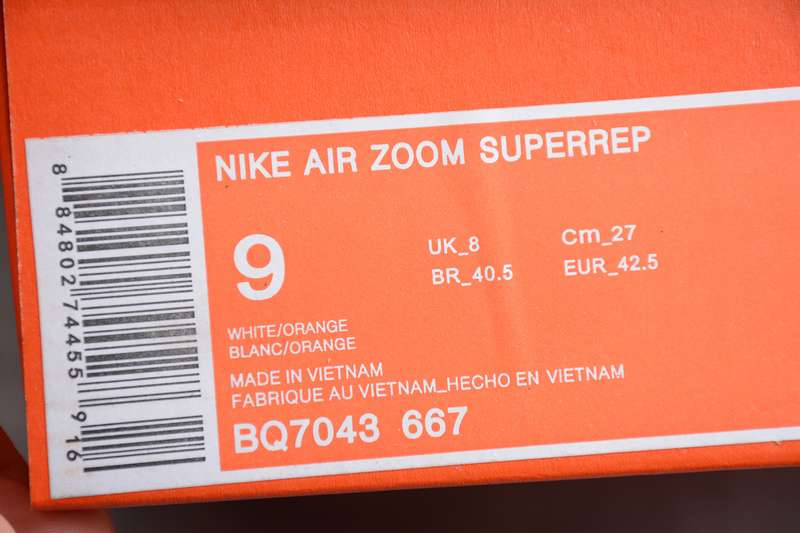 NIKE AIR ZOOM SUPERREP
9
UK_8
Cm_27
BR_40.5
EUR_42.5
WHITE/ORANGE
BLANC/ORANGE
MADE IN VIETNAM
FABRIQUE AU VIETNAM_HECHO EN VIETNAM
BQ7043 667
8 84802 74455 9 16